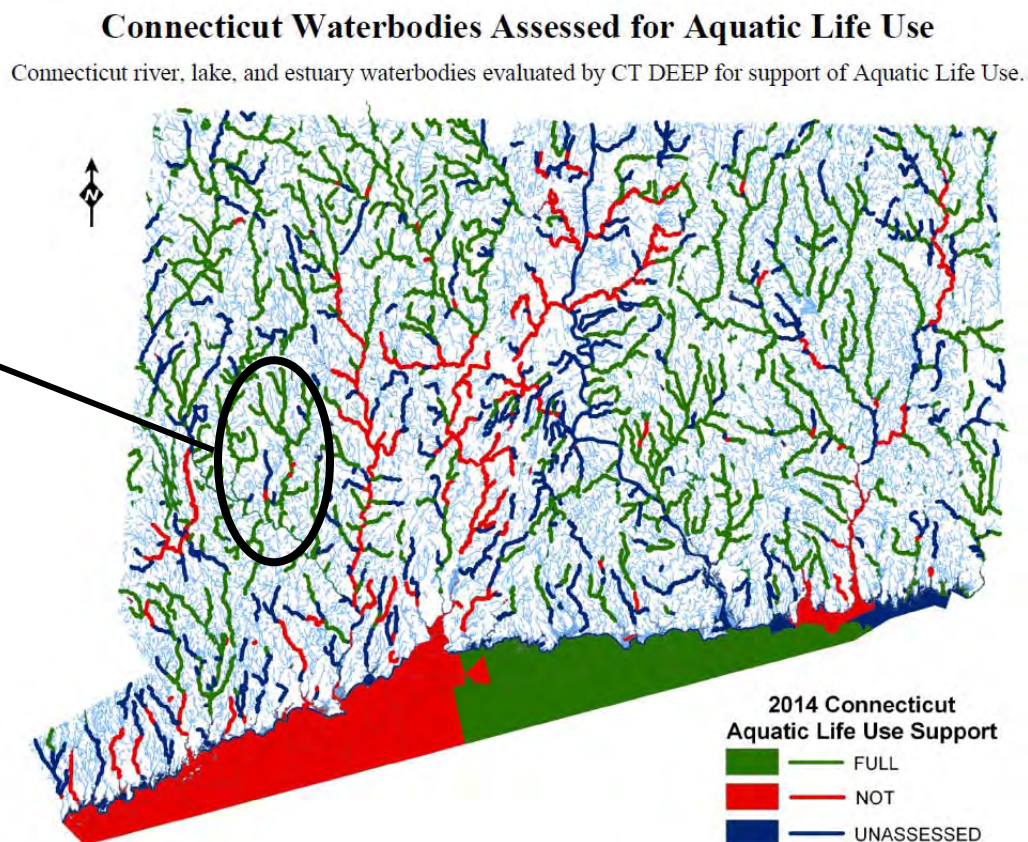 Connecticut Waterbodies Assessed for Aquatic Life Use
Connecticut river, lake, and estuary waterbodies evaluated by CT DEEP for support of Aquatic Life Use.
N
2014 Connecticut
Aquatic Life Use Support
FULL
NOT
UNASSESSED